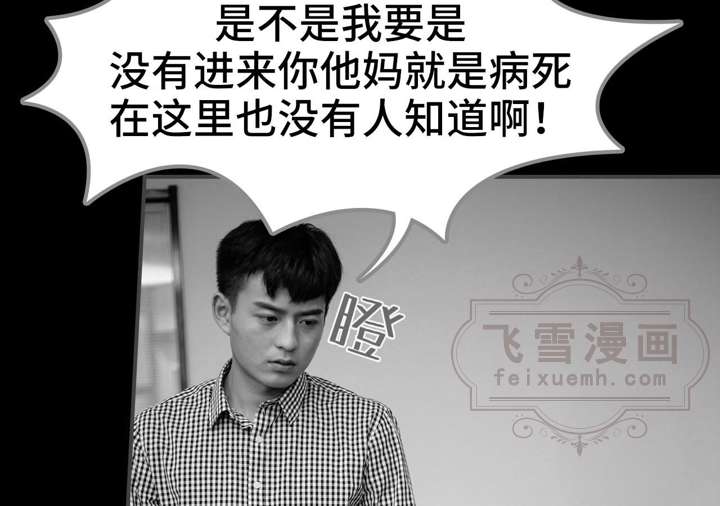 是不是我要是
没有进来你他妈就是病死
在这里也没有人知道啊！
瞪
飞雪漫画
feixuemh.com